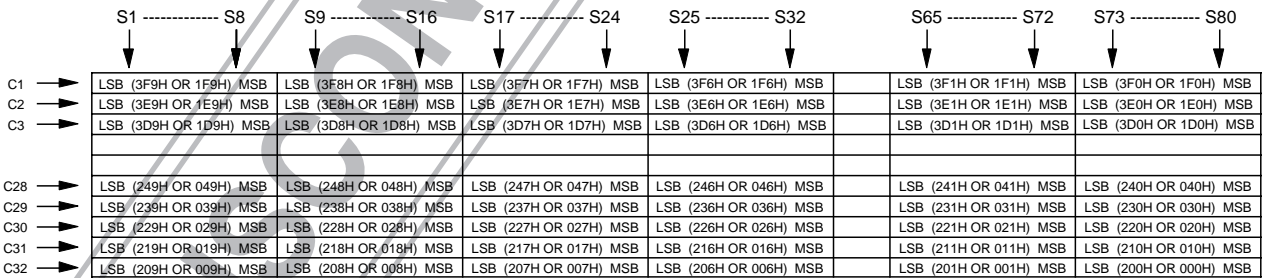 S1 ------------- S8 S9 ------------ S16 S17 ----------- S24 S25 ------------ S32 S65 ------------ S72 S73 ------------ S80
C1 LSB (3F9H OR 1F9H) MSB LSB (3F8H OR 1F8H) MSB LSB (3F7H OR 1F7H) MSB LSB (3F6H OR 1F6H) MSB LSB (3F1H OR 1F1H) MSB LSB (3F0H OR 1F0H) MSB
C2 LSB (3E9H OR 1E9H) MSB LSB (3E8H OR 1E8H) MSB LSB (3E7H OR 1E7H) MSB LSB (3E6H OR 1E6H) MSB LSB (3E1H OR 1E1H) MSB LSB (3E0H OR 1E0H) MSB
C3 LSB (3D9H OR 1D9H) MSB LSB (3D8H OR 1D8H) MSB LSB (3D7H OR 1D7H) MSB LSB (3D6H OR 1D6H) MSB LSB (3D1H OR 1D1H) MSB LSB (3D0H OR 1D0H) MSB
C28 LSB (249H OR 049H) MSB LSB (248H OR 048H) MSB LSB (247H OR 047H) MSB LSB (246H OR 046H) MSB LSB (241H OR 041H) MSB LSB (240H OR 040H) MSB
C29 LSB (239H OR 039H) MSB LSB (238H OR 038H) MSB LSB (237H OR 037H) MSB LSB (236H OR 036H) MSB LSB (231H OR 031H) MSB LSB (230H OR 030H) MSB
C30 LSB (229H OR 029H) MSB LSB (228H OR 028H) MSB LSB (227H OR 027H) MSB LSB (226H OR 026H) MSB LSB (221H OR 021H) MSB LSB (220H OR 020H) MSB
C31 LSB (219H OR 019H) MSB LSB (218H OR 018H) MSB LSB (217H OR 017H) MSB LSB (216H OR 016H) MSB LSB (211H OR 011H) MSB LSB (210H OR 010H) MSB
C32 LSB (209H OR 009H) MSB LSB (208H OR 008H) MSB LSB (207H OR 007H) MSB LSB (206H OR 006H) MSB LSB (201H OR 001H) MSB LSB (200H OR 000H) MSB